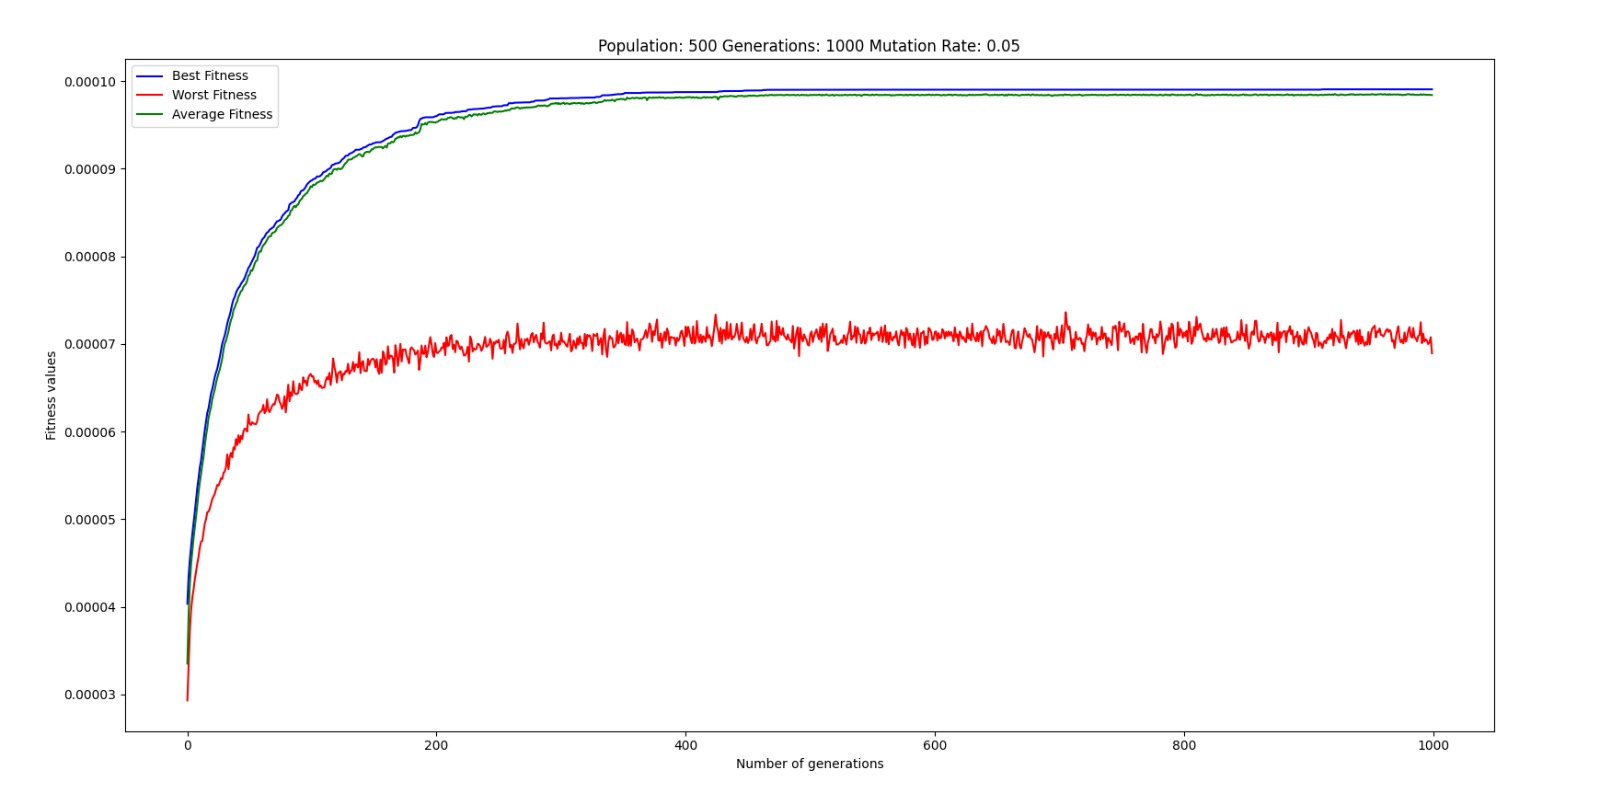 Population: 500 Generations: 1000 Mutation Rate: 0.05
Best Fitness
Worst Fitness
Average Fitness
0.00010
0.00009
0.00008
0.00007
0.00006
0.00005
0.00004
0.00003
Fitness values
0 200 400 600 800 1000
Number of generations